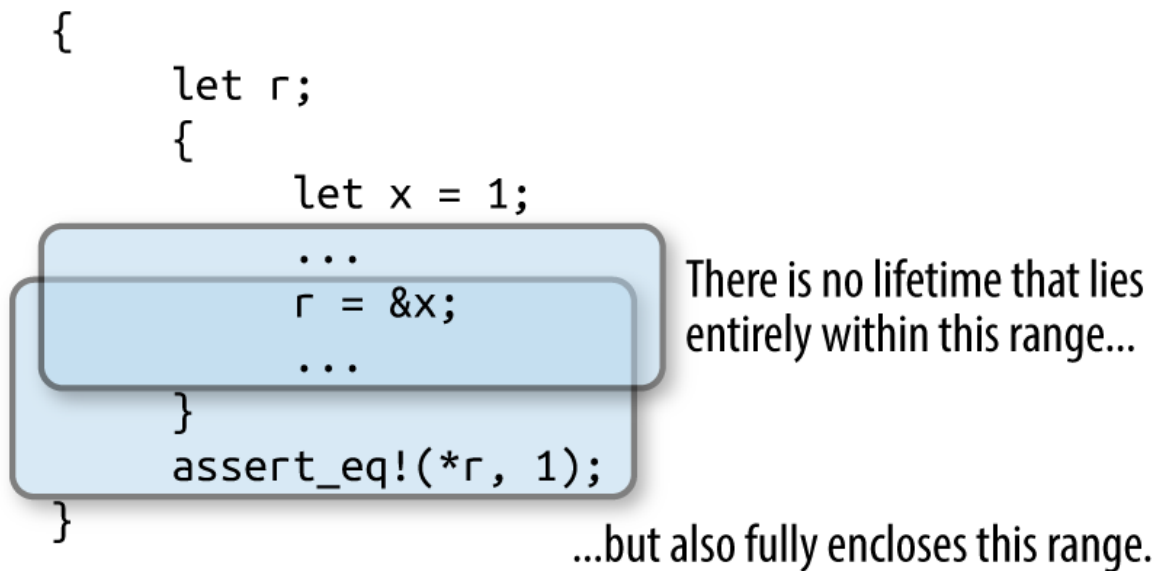 {
let r;
{
let x = 1;
...
r = &x;
...
}
assert_eq!(*r, 1);
}
There is no lifetime that lies
entirely within this range...
...but also fully encloses this range.